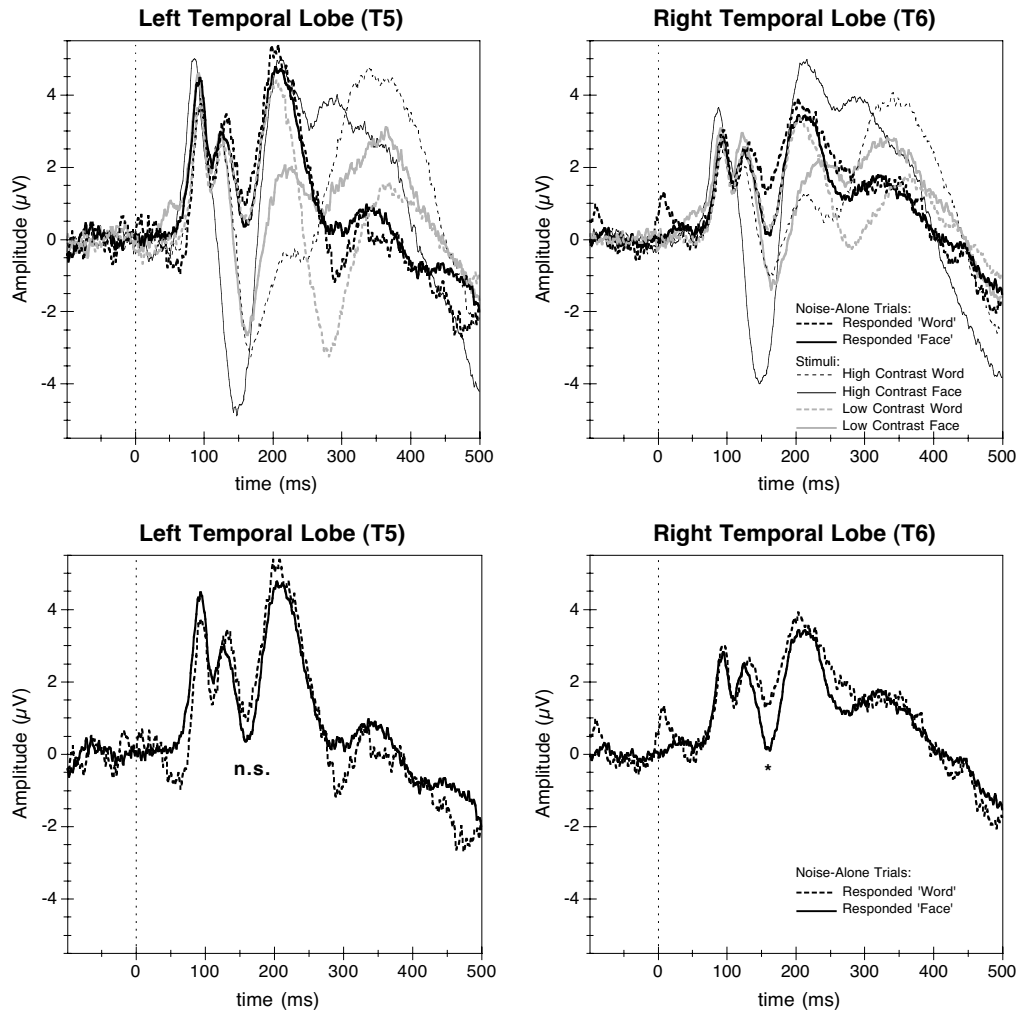 Left Temporal Lobe (T5)
Right Temporal Lobe (T6)
Amplitude (µV)
4
2
0
-2
-4
0 100 200 300 400 500
time (ms)
Amplitude (µV)
4
2
0
-2
-4
Noise-Alone Trials:
Responded 'Word'
Responded 'Face'
Stimuli:
High Contrast Word
High Contrast Face
Low Contrast Word
Low Contrast Face
0 100 200 300 400 500
time (ms)
Left Temporal Lobe (T5)
Right Temporal Lobe (T6)
Amplitude (µV)
4
2
0
-2
-4
n.s.
0 100 200 300 400 500
time (ms)
Amplitude (µV)
4
2
0
-2
-4
*
Noise-Alone Trials:
Responded 'Word'
Responded 'Face'
0 100 200 300 400 500
time (ms)